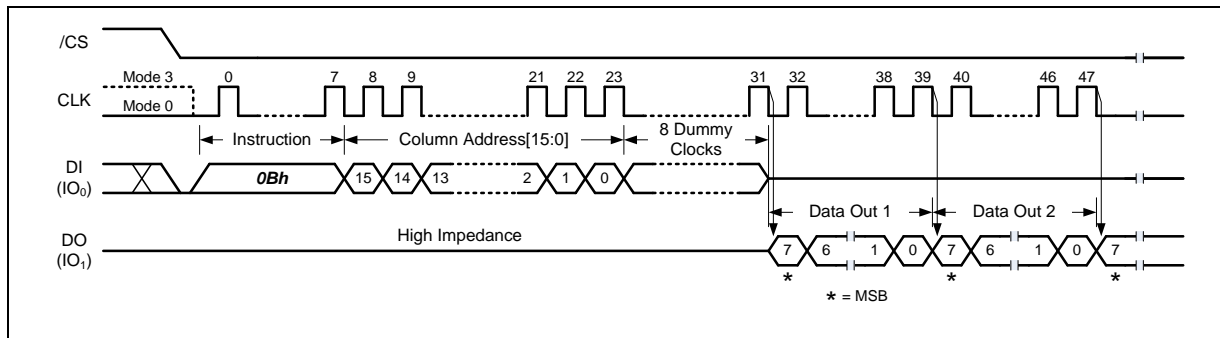 /CS
Mode 3
0 7 8 9 21 22 23 31 32 38 39 40 46 47
CLK
Mode 0
Instruction Column Address[15:0] 8 Dummy Clocks
DI
(IO₀)
0Bh 15 14 13 2 1 0
Data Out 1 Data Out 2
High Impedance
DO
(IO₁)
7 6 1 0 7 6 1 0 7
* * *
* = MSB